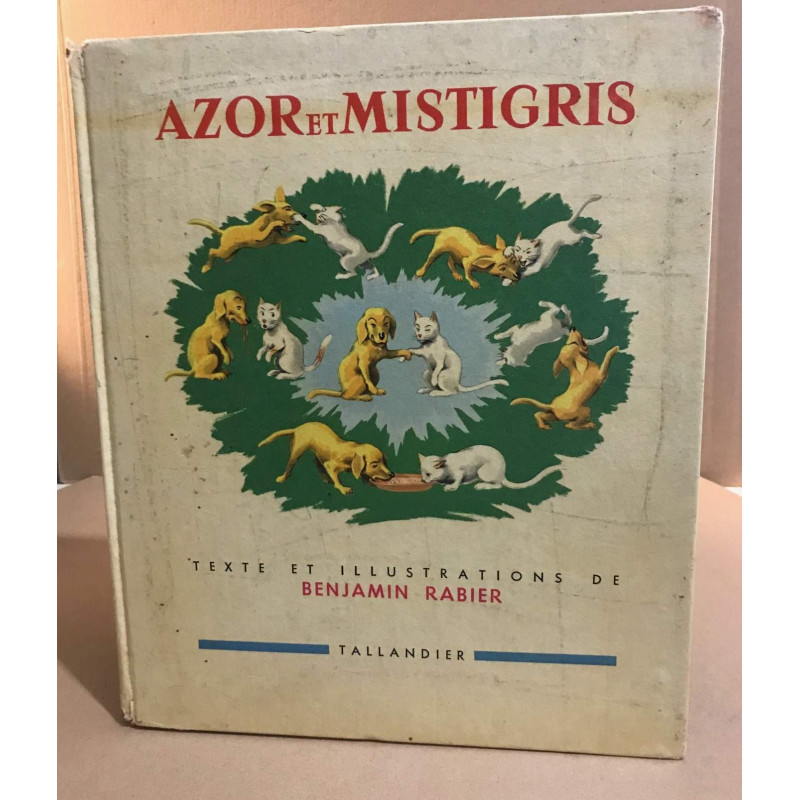 AZOR ET MISTIGRIS
TEXTE ET ILLUSTRATIONS DE
BENJAMIN RABIER
TALLANDIER